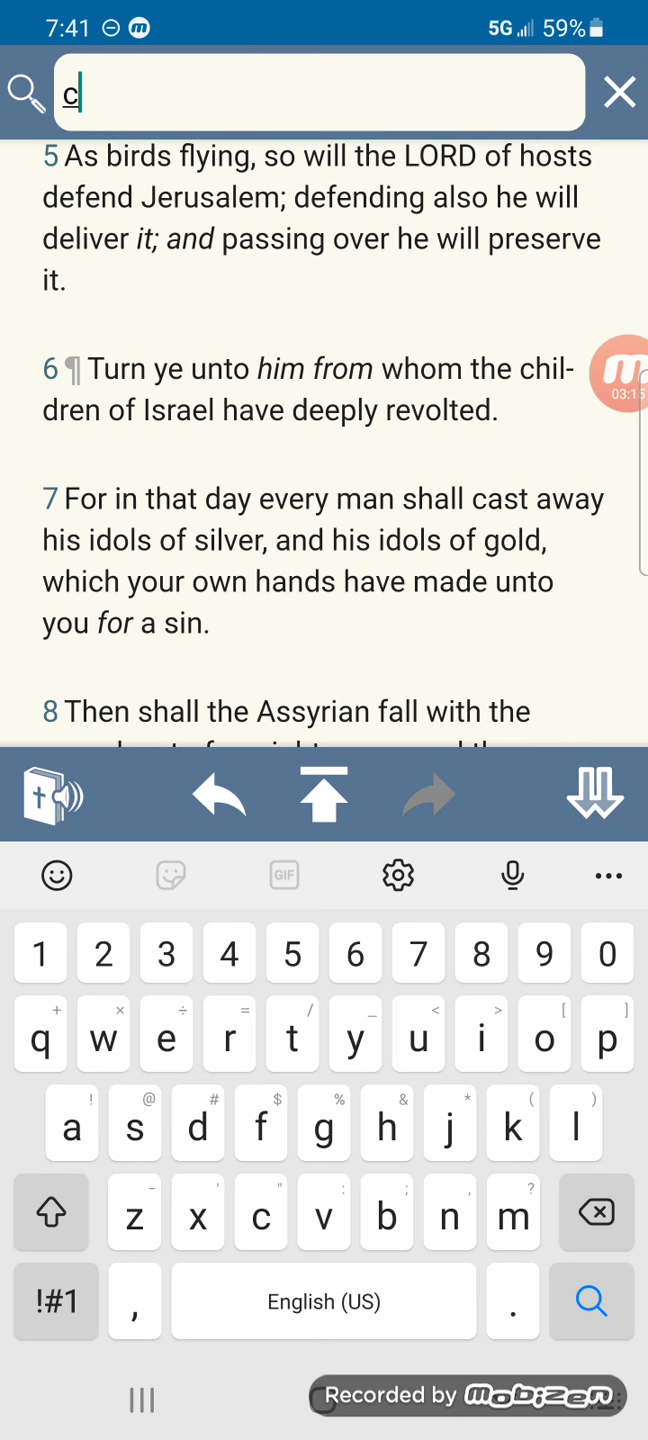 7:41 5G 59%
c
5 As birds flying, so will the LORD of hosts
defend Jerusalem; defending also he will
deliver it; and passing over he will preserve
it.
6 ¶ Turn ye unto him from whom the chil-
dren of Israel have deeply revolted.
03:15
7 For in that day every man shall cast away
his idols of silver, and his idols of gold,
which your own hands have made unto
you for a sin.
8 Then shall the Assyrian fall with the
GIF
1 2 3 4 5 6 7 8 9 0
+ × ÷ = / _ < > [ ]
q w e r t y u i o p
! @ # $ % & * ( )
a s d f g h j k l
- ' " : ; , ?
z x c v b n m
!#1 , English (US) .
Recorded by mobizen